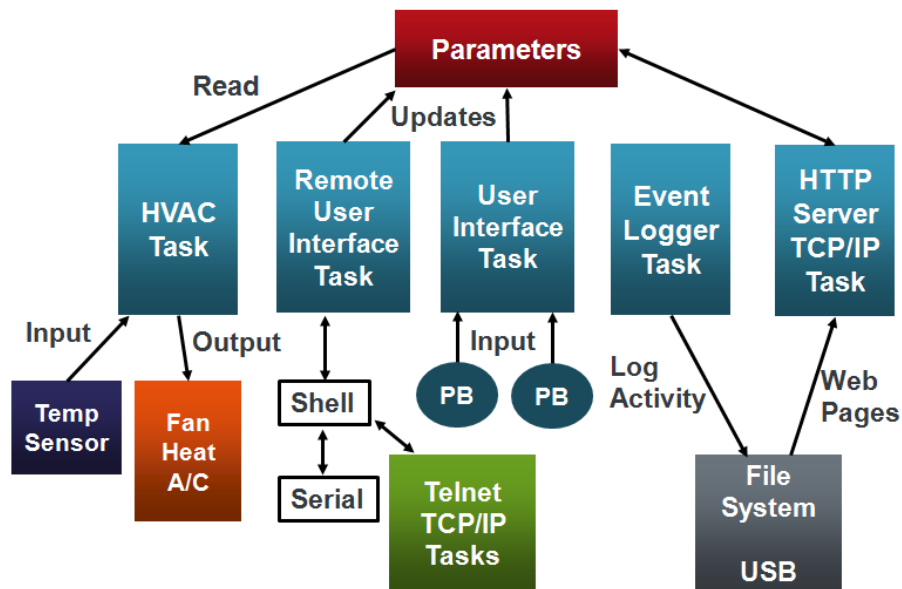 Parameters
Read
Updates
HVAC
Task
Remote
User
Interface
Task
User
Interface
Task
Event
Logger
Task
HTTP
Server
TCP/IP
Task
Input
Output
Input
Log
Activity
Web
Pages
Temp
Sensor
Fan
Heat
A/C
Shell
Serial
PB
PB
Telnet
TCP/IP
Tasks
File
System
USB